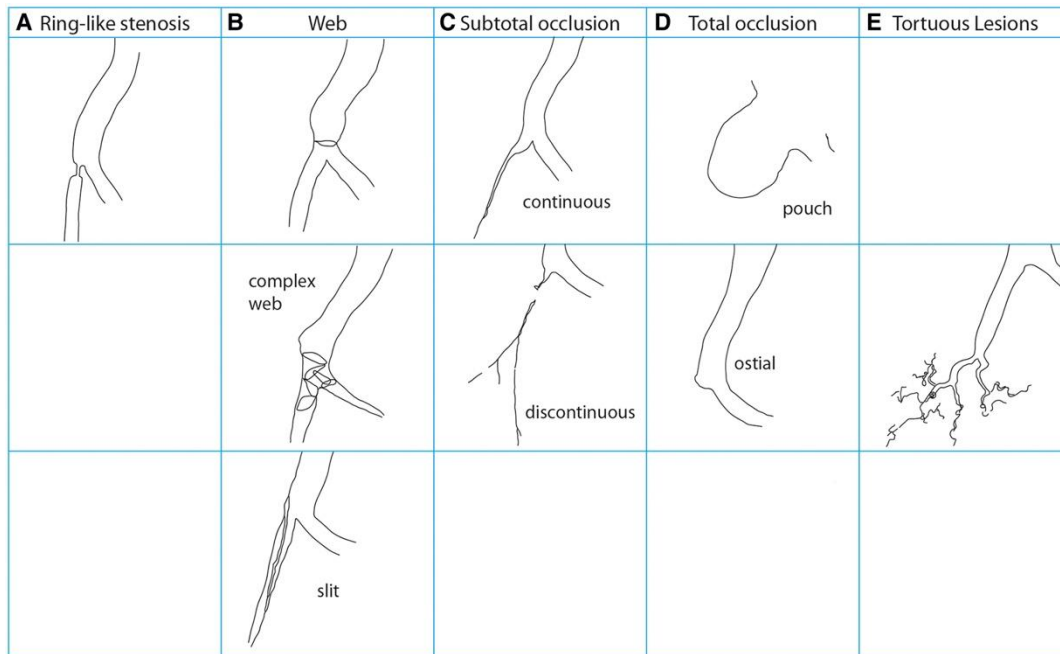 A Ring-like stenosis
B Web
C Subtotal occlusion
D Total occlusion
E Tortuous Lesions
continuous
pouch
complex
web
discontinuous
ostial
slit